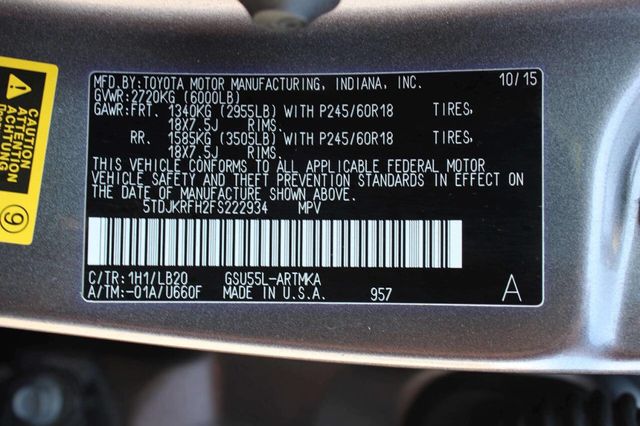 MFD.BY:TOYOTA MOTOR MANUFACTURING, INDIANA, INC. 10/15
GVWR:2720KG (6000LB)
GAWR:FRT. 1340KG (2955LB) WITH P245/60R18 TIRES,
18X7.5J RIMS.
RR. 1585KG (3505LB) WITH P245/60R18 TIRES,
18X7.5J RIMS.
THIS VEHICLE CONFORMS TO ALL APPLICABLE FEDERAL MOTOR
VEHICLE SAFETY AND THEFT PREVENTION STANDARDS IN EFFECT ON
THE DATE OF MANUFACTURE SHOWN ABOVE.
5TDJKRFH2FS222934 MPV
C/TR:1H1/LB20 GSU55L-ARTMKA
A/TM:-01A/U660F MADE IN U.S.A. 957 A
CAUTION
ATTENTION
ACHTUNG
9